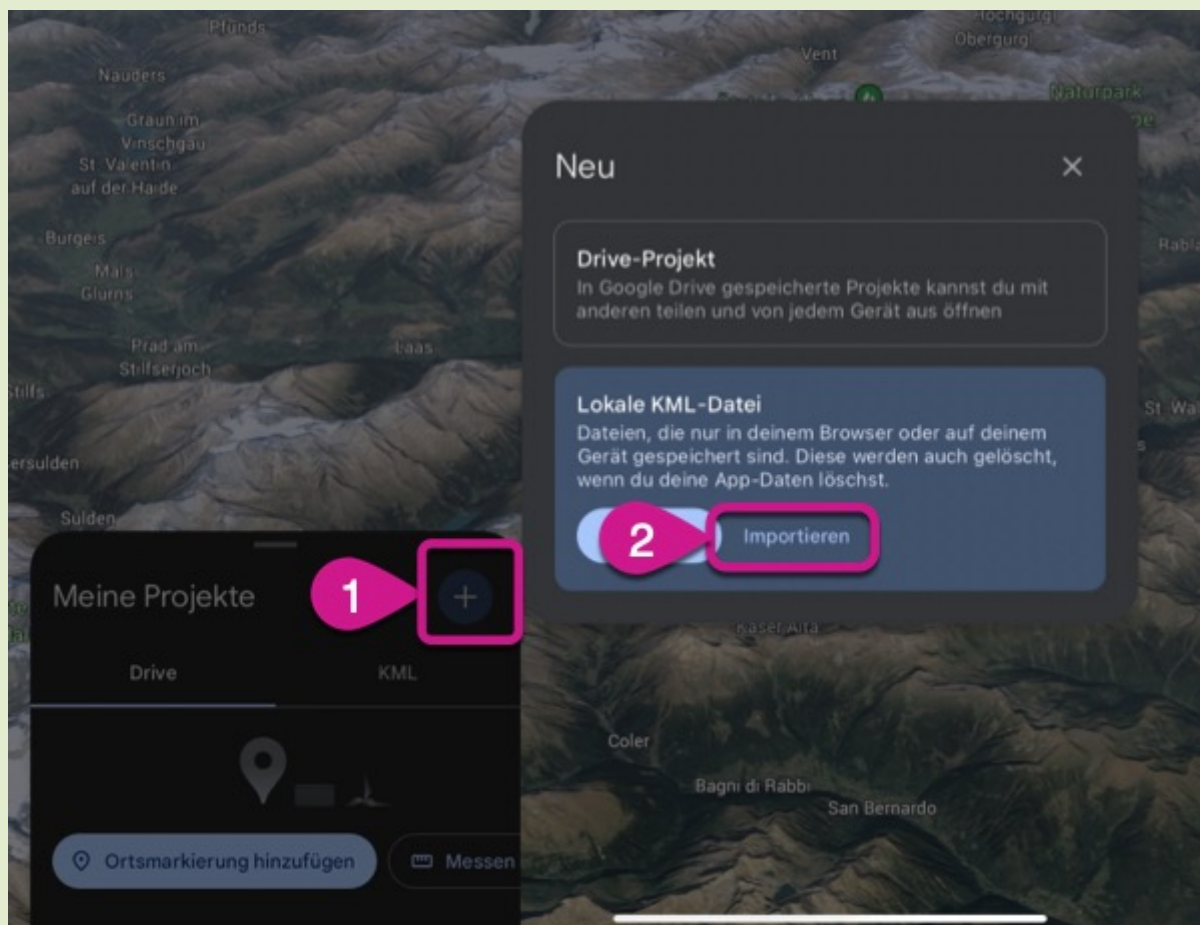 Pfunds
Nauders
Graun im
Vinschgau
St. Valentin
auf der Haide
Burgeis
Mals
Glurns
Prad am
Stilfserjoch
Laas
Sulden
Vent
Obergurgl
Naturpark
Neu
Drive-Projekt
In Google Drive gespeicherte Projekte kannst du mit
anderen teilen und von jedem Gerät aus öffnen
Lokale KML-Datei
Dateien, die nur in deinem Browser oder auf deinem
Gerät gespeichert sind. Diese werden auch gelöscht,
wenn du deine App-Daten löschst.
2
Importieren
Meine Projekte
1
Drive
KML
Ortsmarkierung hinzufügen
Messen
Kaser Alta
Coler
Bagni di Rabbi
San Bernardo